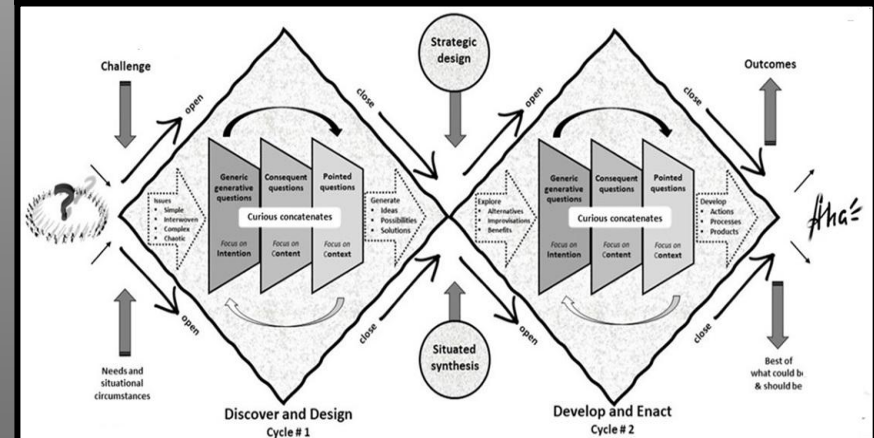 Challenge
open
?
Issues
• Simple
• Interwoven
• Complex
• Chaotic
open
Needs and
situational
circumstances
Generic
generative
questions
Consequent
questions
Pointed
questions
Curious concatenates
Focus on
Intention
Focus on
Content
Focus on
Context
Generate
• Ideas
• Possibilities
• Solutions
close
close
Discover and Design
Cycle # 1
Strategic
design
Situated
synthesis
open
open
Explore
• Alternatives
• Improvisations
• Benefits
Generic
generative
questions
Consequent
questions
Pointed
questions
Curious concatenates
Focus on
Intention
Focus on
Content
Focus on
Context
Develop
• Actions
• Processes
• Products
close
close
Develop and Enact
Cycle # 2
Outcomes
Aha
Best of
what could be
& should be